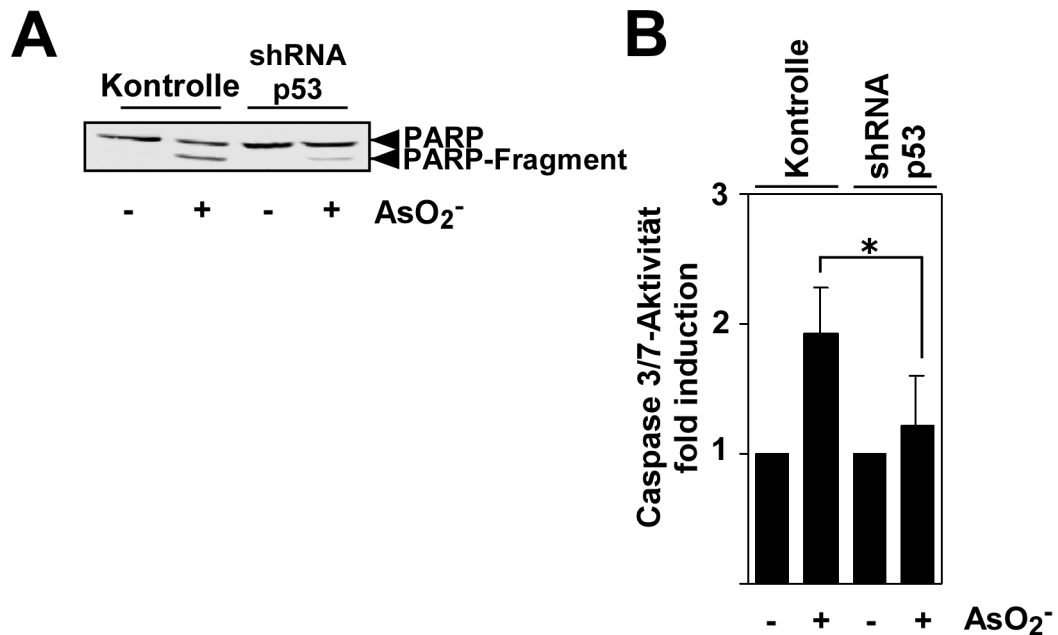 A
Kontrolle
shRNA
p53
PARP
PARP-Fragment
- + - + AsO₂⁻
B
Kontrolle
shRNA
p53
Caspase 3/7-Aktivität
fold induction
3
2
1
*
- + - + AsO₂⁻